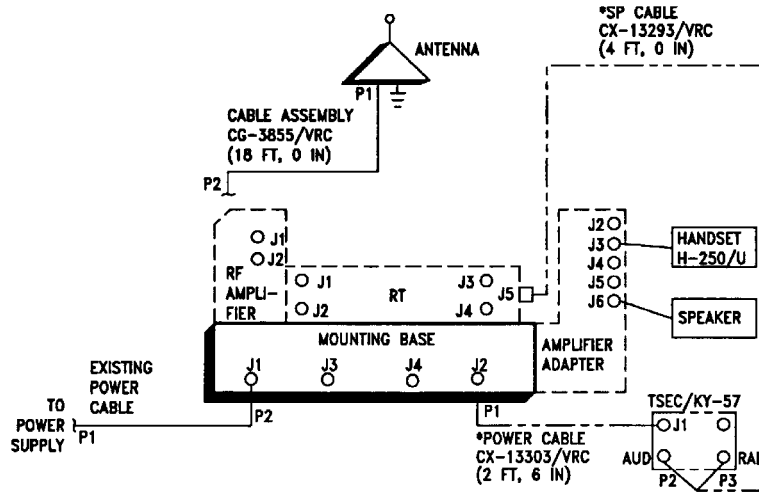 *SP CABLE
CX-13293/VRC
(4 FT, 0 IN)
ANTENNA
P1
CABLE ASSEMBLY
CG-3855/VRC
(18 FT, 0 IN)
P2
J1
J2
RF
AMPLI-
FIER
J1
J2
RT
J3
J4
J5
J2
J3
J4
J5
J6
HANDSET
H-250/U
SPEAKER
AMPLIFIER
ADAPTER
MOUNTING BASE
J1
J3
J4
J2
EXISTING
POWER
CABLE
TO
POWER
SUPPLY
P1
P2
P1
*POWER CABLE
CX-13303/VRC
(2 FT, 6 IN)
TSEC/KY-57
J1
AUD
P2
P3